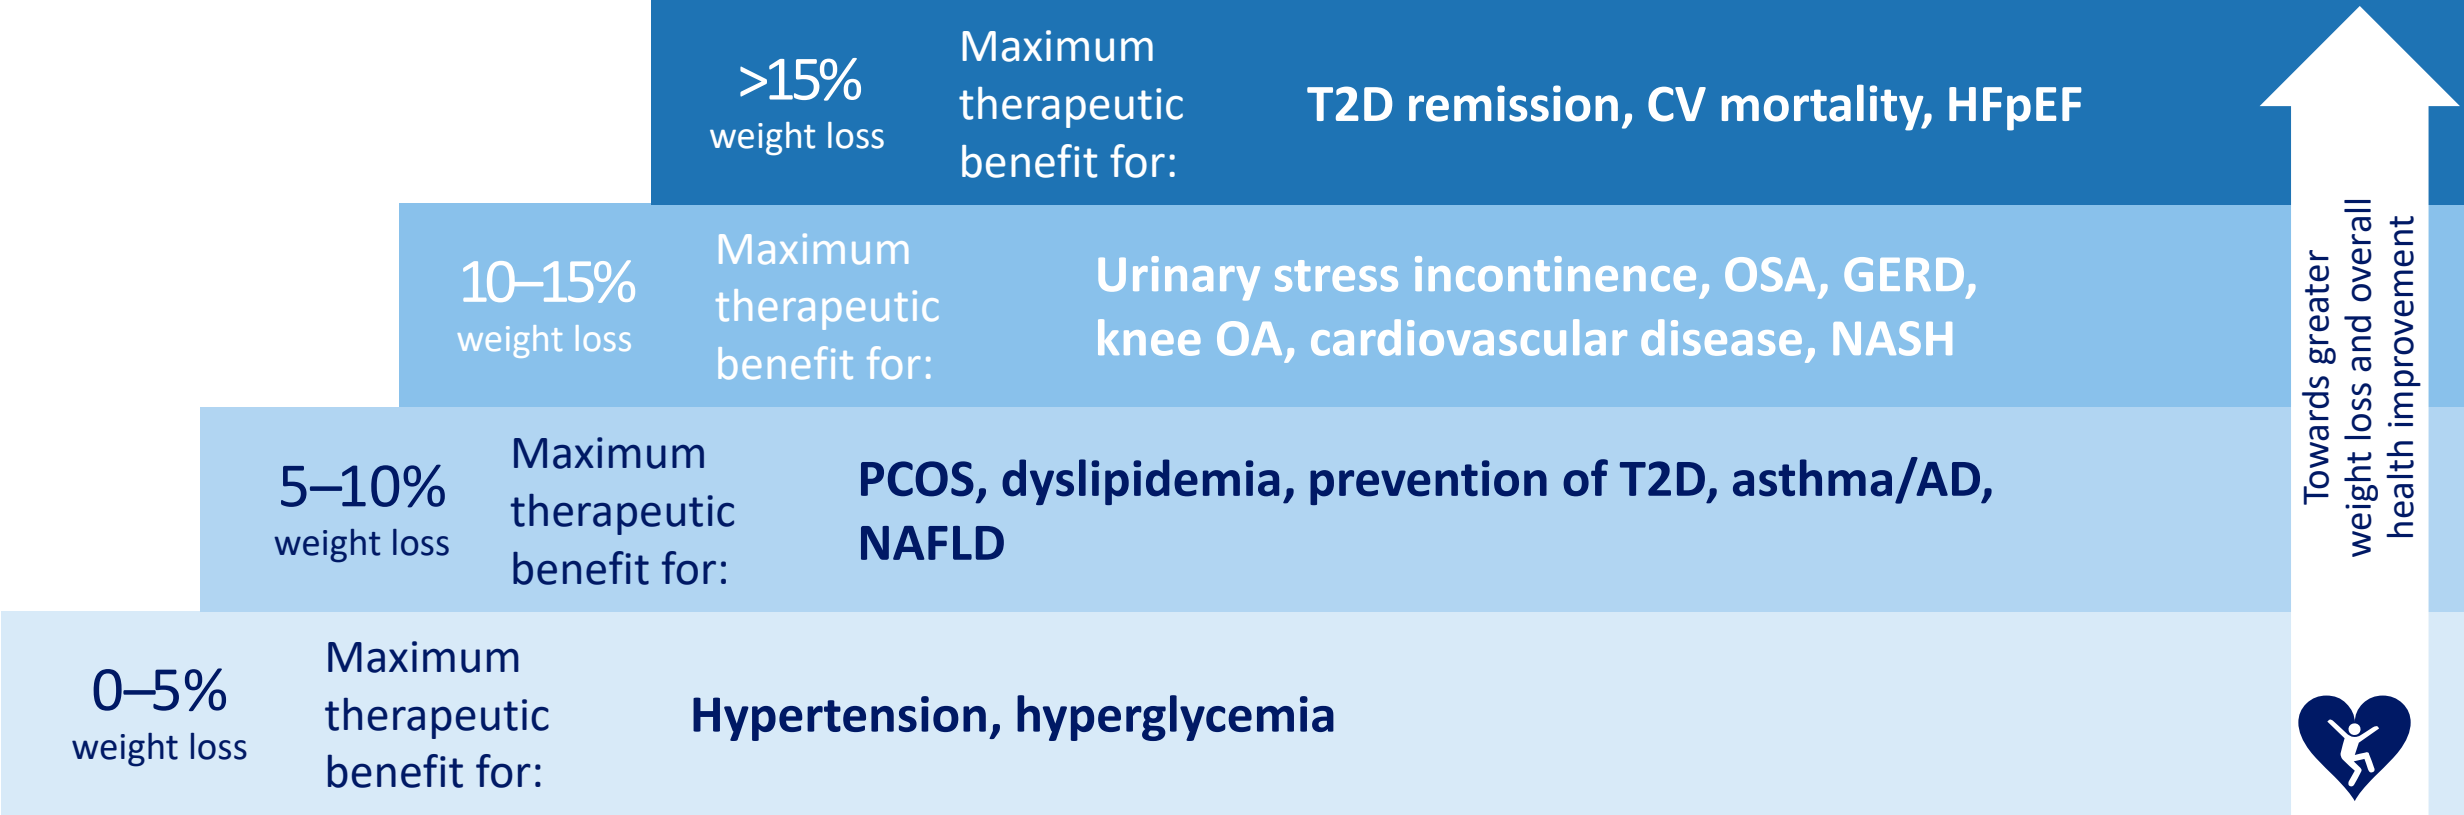 >15%
weight loss
Maximum
therapeutic
benefit for:
T2D remission, CV mortality, HFpEF
10–15%
weight loss
Maximum
therapeutic
benefit for:
Urinary stress incontinence, OSA, GERD,
knee OA, cardiovascular disease, NASH
5–10%
weight loss
Maximum
therapeutic
benefit for:
PCOS, dyslipidemia, prevention of T2D, asthma/AD,
NAFLD
0–5%
weight loss
Maximum
therapeutic
benefit for:
Hypertension, hyperglycemia
Towards greater
weight loss and overall
health improvement